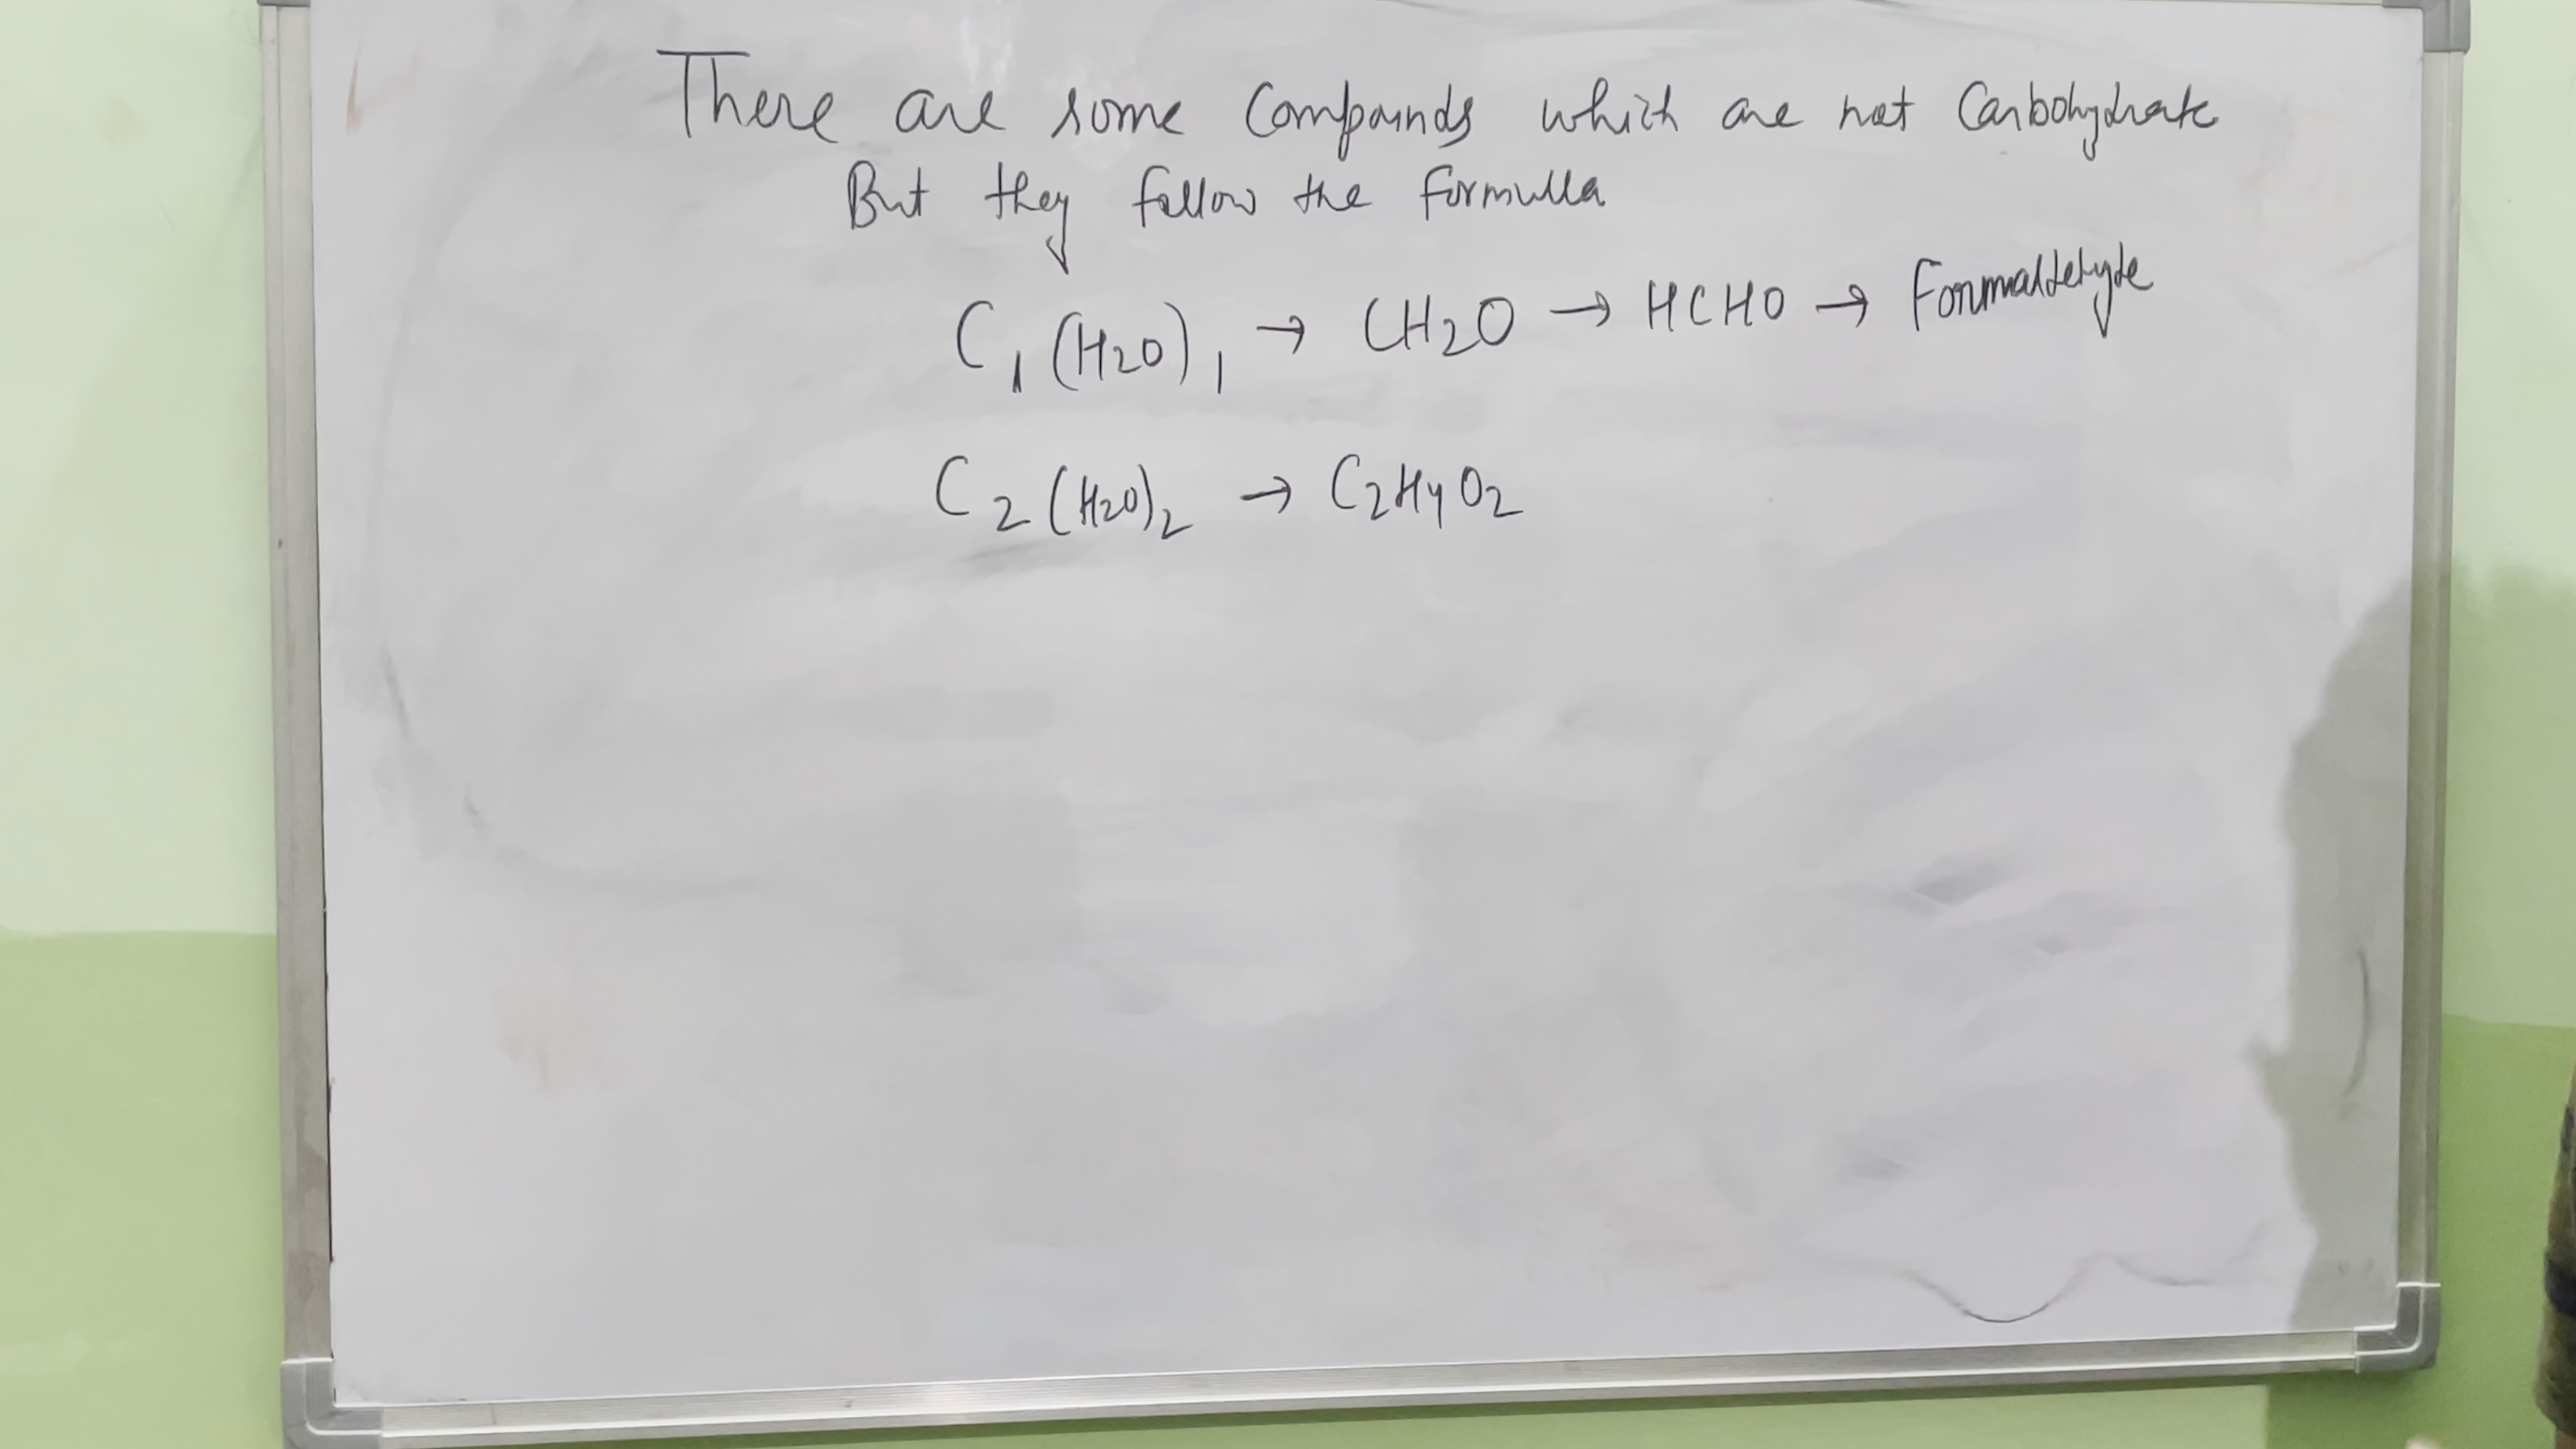 There are some Compounds which are not Carbohydrate
But they follow the formulla
C1(H2O)1 → CH2O → HCHO → Formaldehyde
C2(H2O)2 → C2H4O2